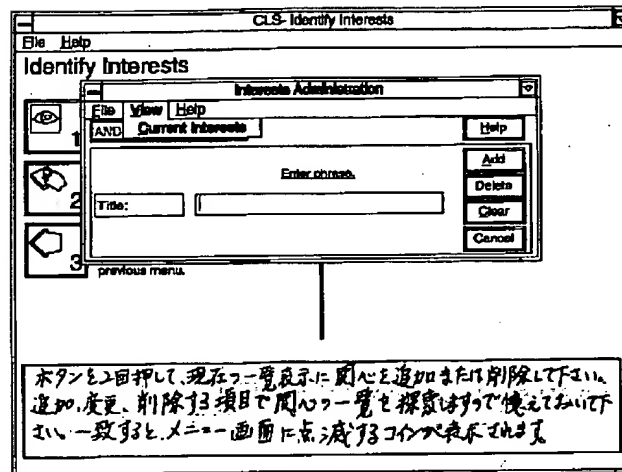 CLS- Identify Interests
File Help
Identify Interests
Interests Administration
File View Help
AND Current Interests
Help
1
Enter phrase.
Add
Delete
2
Title:
Clear
Cancel
3
previous menu.
ボタンを2回押して、現在の一覧表示に関心を追加または削除して下さい。
追加、変更、削除する項目で関心の一覧を探索しますので憶えておいて下
さい。一致すると、メニュー画面に点滅するコインが表示されます。